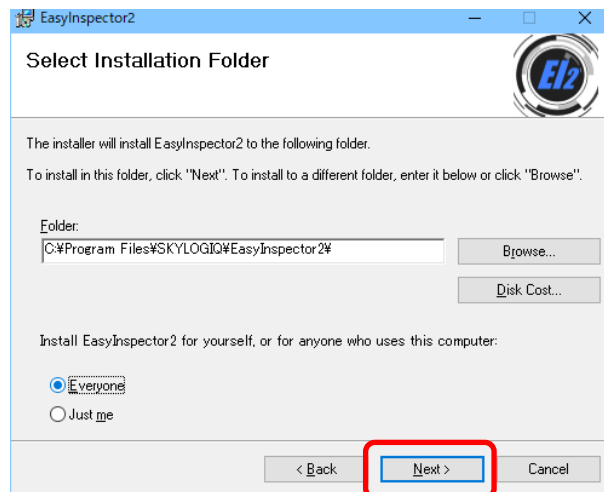 EasyInspector2
Select Installation Folder
EI2
The installer will install EasyInspector2 to the following folder.
To install in this folder, click "Next". To install to a different folder, enter it below or click "Browse".
Folder:
C:¥Program Files¥SKYLOGIQ¥EasyInspector2¥
Browse...
Disk Cost...
Install EasyInspector2 for yourself, or for anyone who uses this computer:
Everyone
Just me
< Back
Next >
Cancel